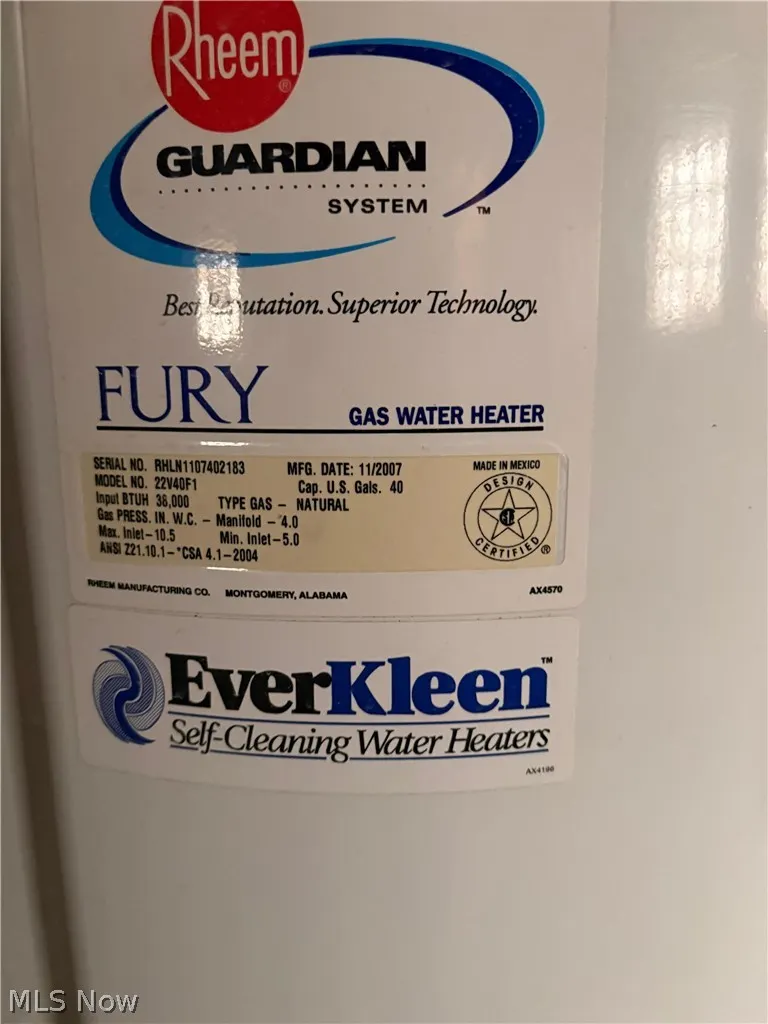 Rheem®
GUARDIAN
SYSTEM ™
Best Reputation. Superior Technology.
FURY GAS WATER HEATER
SERIAL NO. RHLN1107402183 MFG. DATE: 11/2007
MODEL NO. 22V40F1 Cap. U.S. Gals. 40
Input BTUH 36,000 TYPE GAS – NATURAL
Gas PRESS. IN. W.C. – Manifold – 4.0
Max. Inlet–10.5 Min. Inlet–5.0
ANSI Z21.10.1–*CSA 4.1–2004
MADE IN MEXICO
DESIGN
CERTIFIED ®
RHEEM MANUFACTURING CO. MONTGOMERY, ALABAMA AX4570
EverKleen™
Self-Cleaning Water Heaters
AX4186
MLS Now